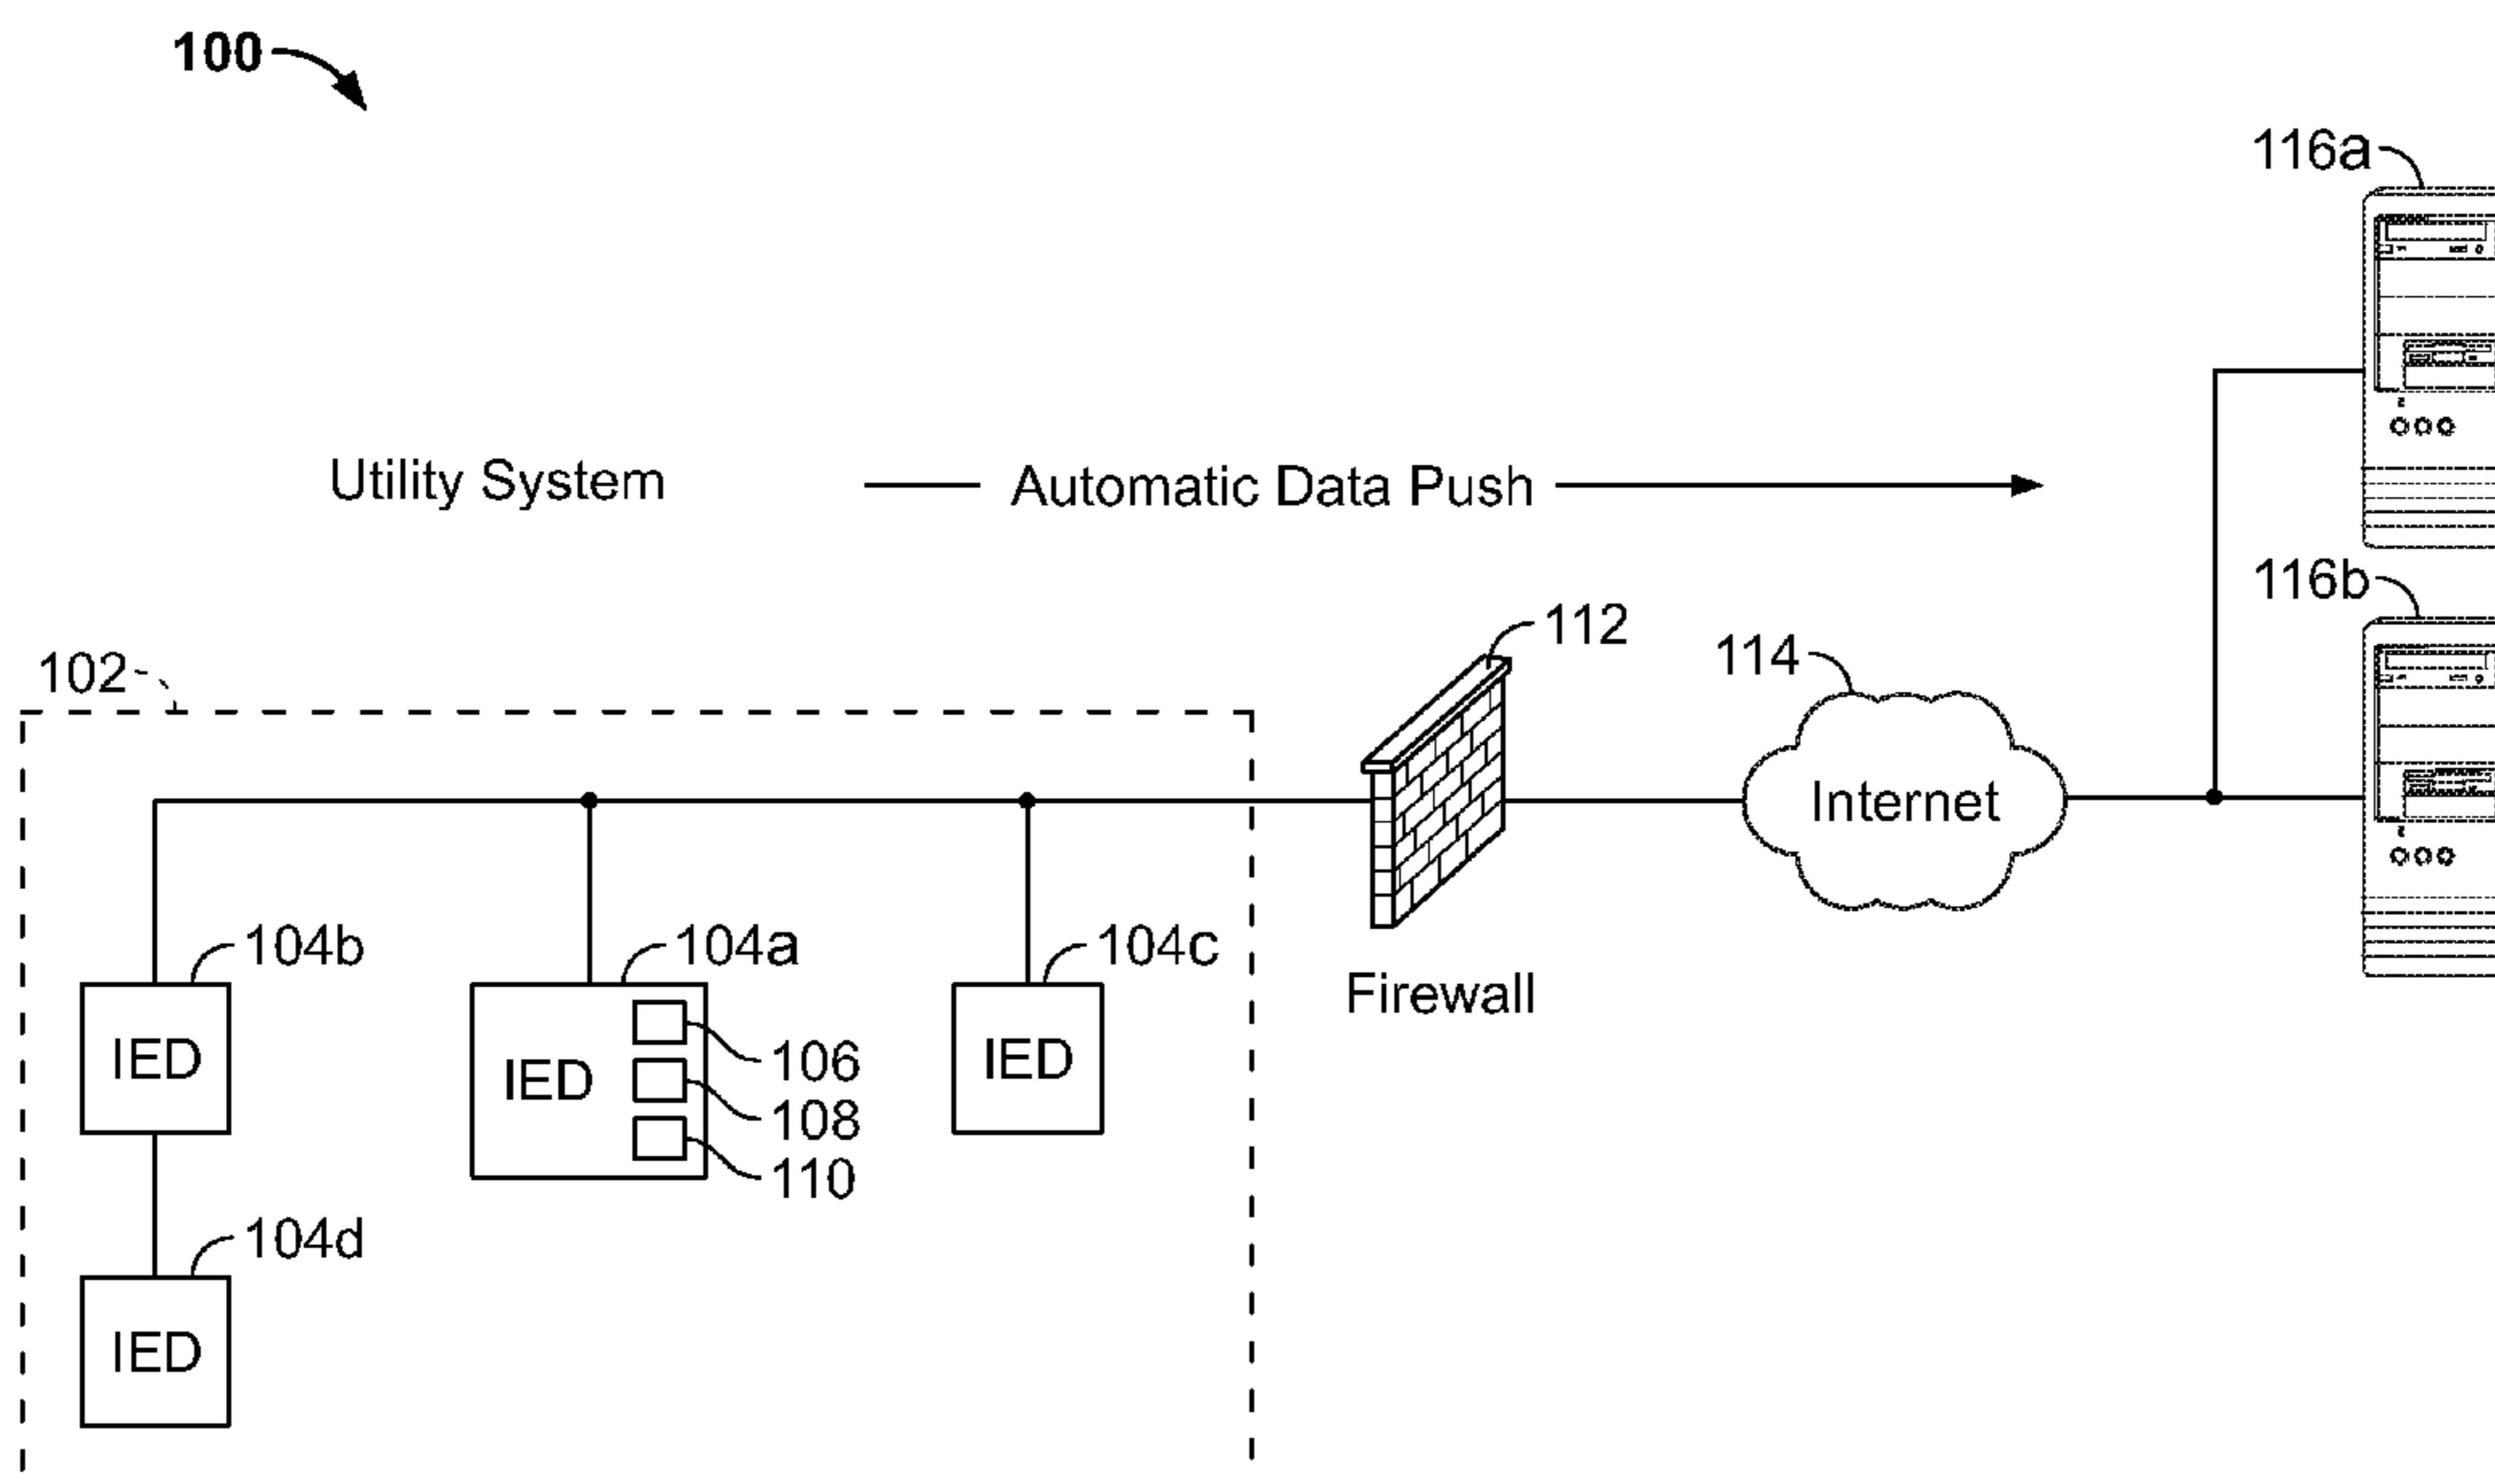 100
116a
Utility System
Automatic Data Push
116b
112
114
102
Internet
104b
104a
104c
Firewall
IED
IED
IED
106
108
110
104d
IED